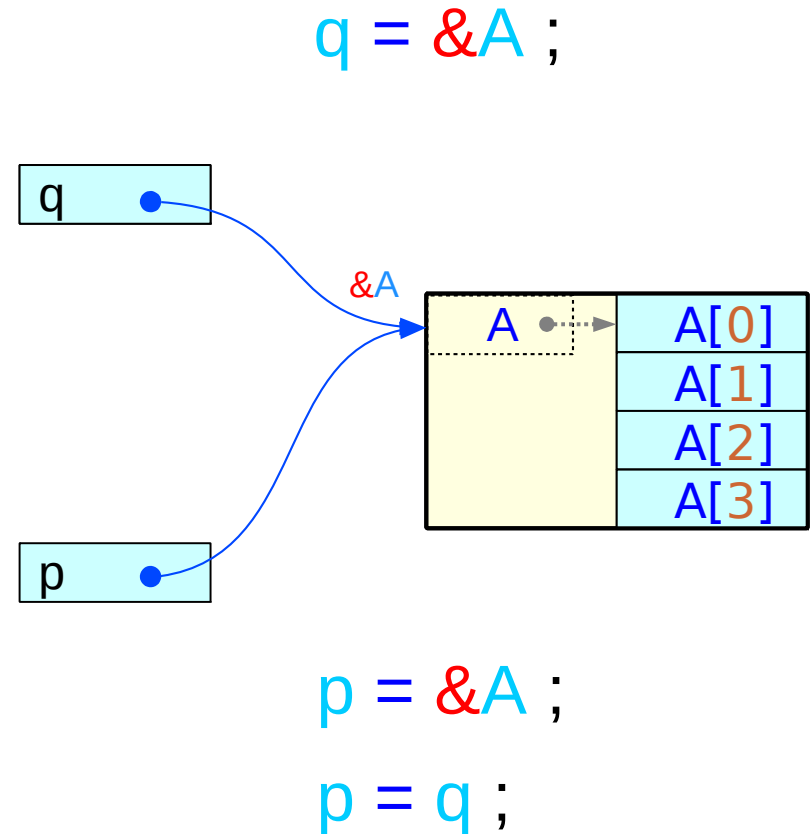 q = &A ;
q
&A
A
A[0]
A[1]
A[2]
A[3]
p
p = &A ;
p = q ;